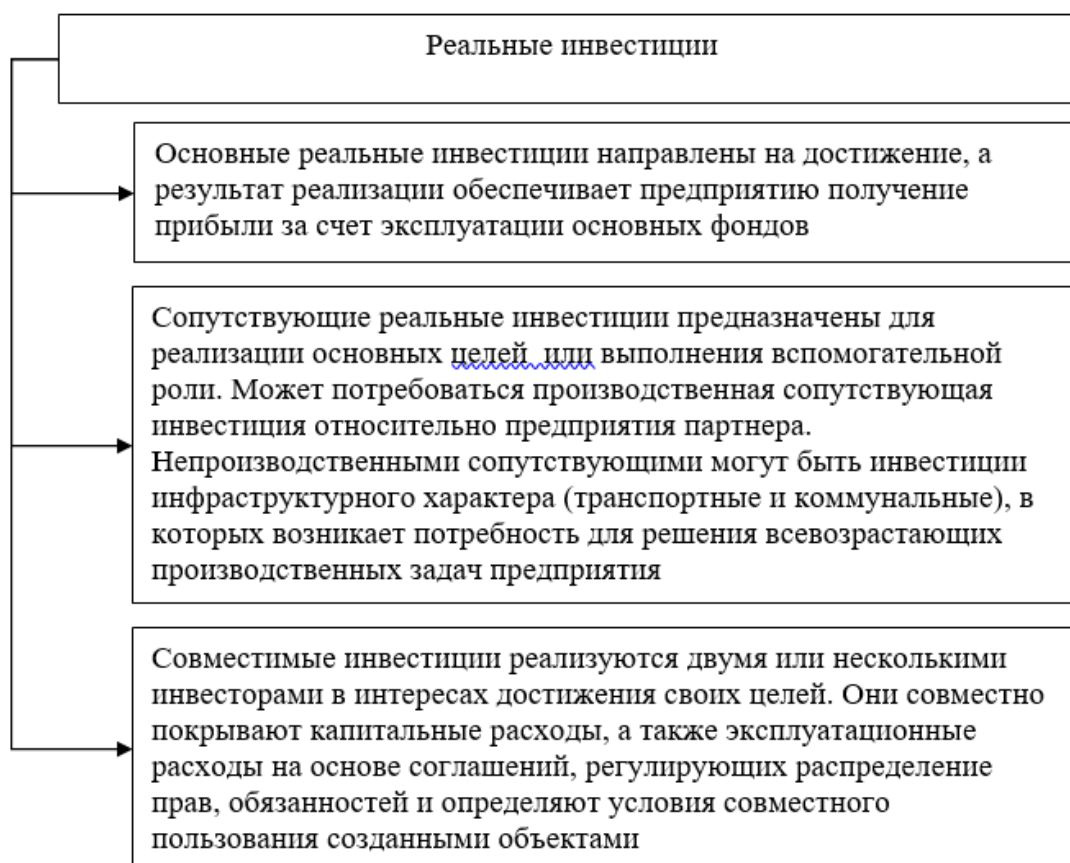 Реальные инвестиции
Основные реальные инвестиции направлены на достижение, а
результат реализации обеспечивает предприятию получение
прибыли за счет эксплуатации основных фондов
Сопутствующие реальные инвестиции предназначены для
реализации основных целей  или выполнения вспомогательной
роли. Может потребоваться производственная сопутствующая
инвестиция относительно предприятия партнера.
Непроизводственными сопутствующими могут быть инвестиции
инфраструктурного характера (транспортные и коммунальные), в
которых возникает потребность для решения всевозрастающих
производственных задач предприятия
Совместимые инвестиции реализуются двумя или несколькими
инвесторами в интересах достижения своих целей. Они совместно
покрывают капитальные расходы, а также эксплуатационные
расходы на основе соглашений, регулирующих распределение
прав, обязанностей и определяют условия совместного
пользования созданными объектами